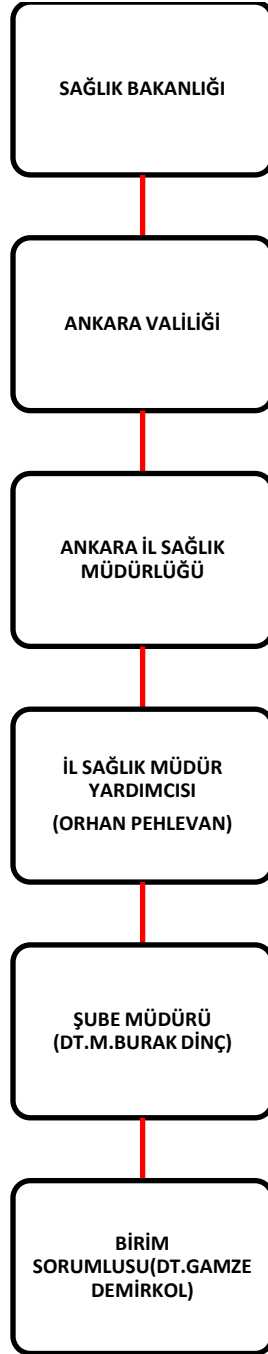 SAĞLIK BAKANLIĞI
ANKARA VALİLİĞİ
ANKARA İL SAĞLIK
MÜDÜRLÜĞÜ
İL SAĞLIK MÜDÜR
YARDIMCISI
(ORHAN PEHLEVAN)
ŞUBE MÜDÜRÜ
(DT.M.BURAK DİNÇ)
BİRİM
SORUMLUSU(DT.GAMZE
DEMİRKOL)